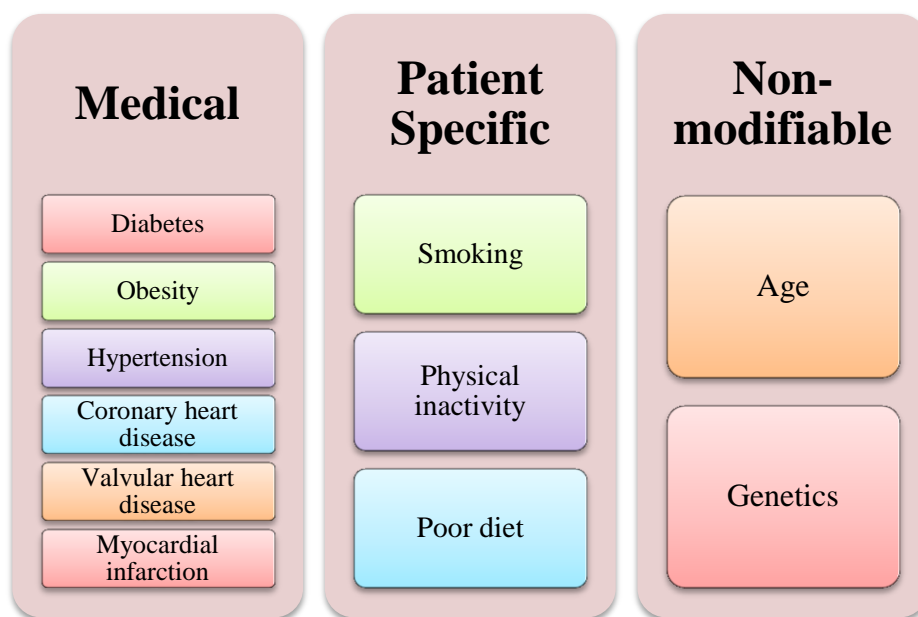 Medical
Diabetes
Obesity
Hypertension
Coronary heart
disease
Valvular heart
disease
Myocardial
infarction
Patient
Specific
Smoking
Physical
inactivity
Poor diet
Non-
modifiable
Age
Genetics